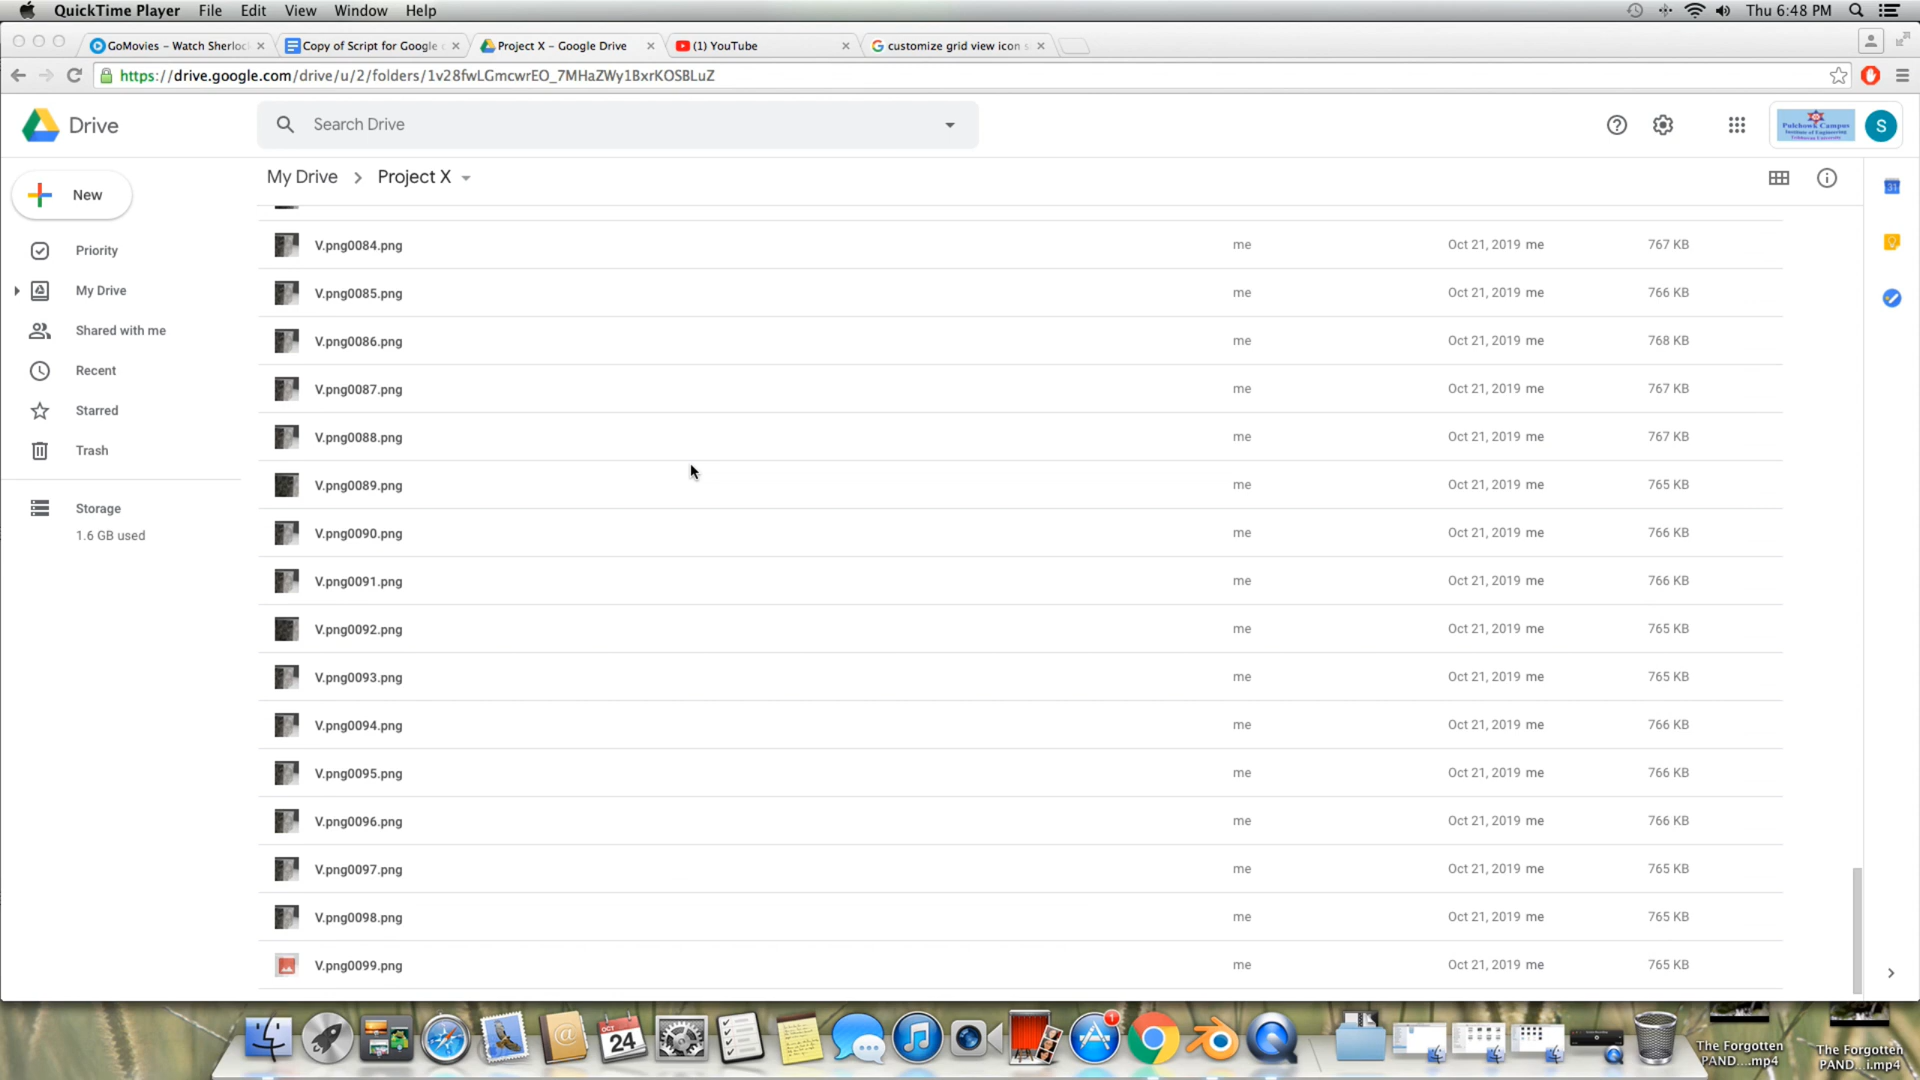 QuickTime Player File Edit View Window Help Thu 6:48 PM
GoMovies – Watch Sherloc Copy of Script for Google Project X – Google Drive (1) YouTube customize grid view icon
https://drive.google.com/drive/u/2/folders/1v28fwLGmcwrEO_7MHaZWy1BxrKOSBLuZ
Drive Search Drive Pulchowk Campus S
Institute of Engineering
Tribhuvan University
My Drive Project X
New
31
Priority
My Drive
Shared with me
Recent
Starred
Trash
Storage
1.6 GB used
V.png0084.png me Oct 21, 2019 me 767 KB
V.png0085.png me Oct 21, 2019 me 766 KB
V.png0086.png me Oct 21, 2019 me 768 KB
V.png0087.png me Oct 21, 2019 me 767 KB
V.png0088.png me Oct 21, 2019 me 767 KB
V.png0089.png me Oct 21, 2019 me 765 KB
V.png0090.png me Oct 21, 2019 me 766 KB
V.png0091.png me Oct 21, 2019 me 766 KB
V.png0092.png me Oct 21, 2019 me 765 KB
V.png0093.png me Oct 21, 2019 me 765 KB
V.png0094.png me Oct 21, 2019 me 766 KB
V.png0095.png me Oct 21, 2019 me 766 KB
V.png0096.png me Oct 21, 2019 me 766 KB
V.png0097.png me Oct 21, 2019 me 765 KB
V.png0098.png me Oct 21, 2019 me 765 KB
V.png0099.png me Oct 21, 2019 me 765 KB
OCT
24
1
The Forgotten
PAND....mp4
The Forgotten
PAND...i.mp4